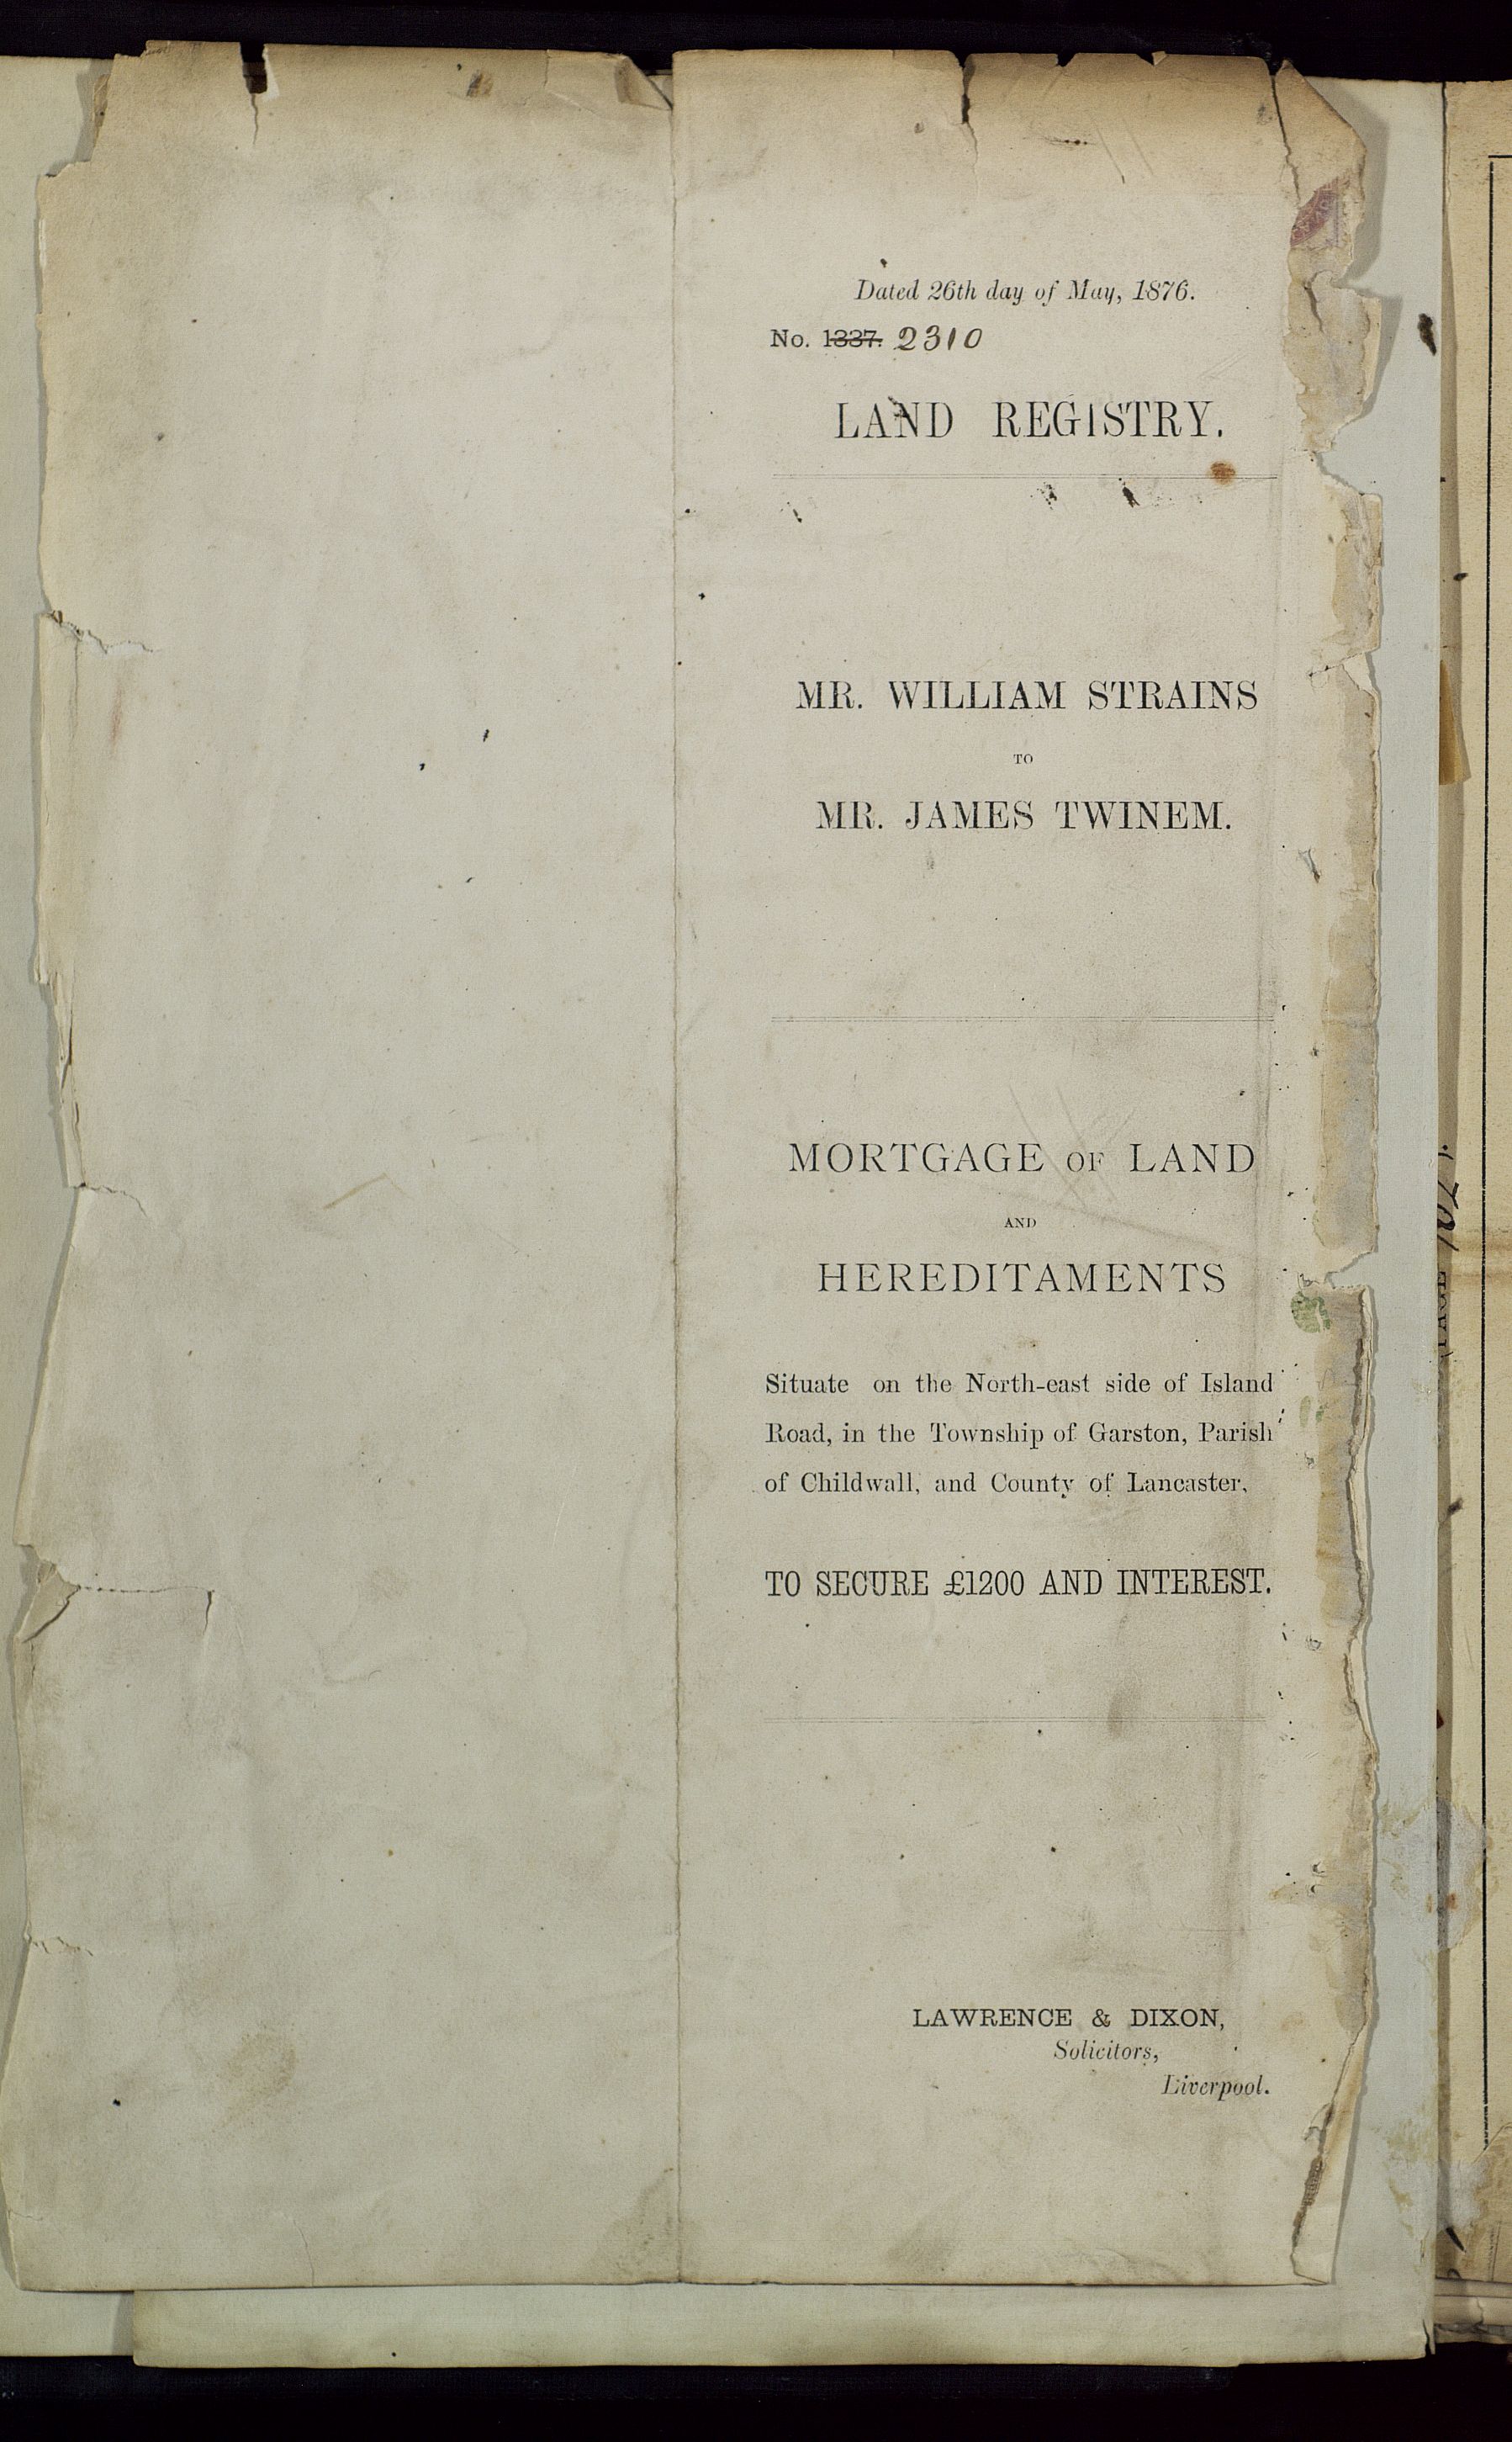 Dated 26th day of May, 1876.
No. 1337. 2310
LAND REGISTRY.
MR. WILLIAM STRAINS
TO
MR. JAMES TWINEM.
MORTGAGE OF LAND
AND
HEREDITAMENTS
Situate on the North-east side of Island
Road, in the Township of Garston, Parish
of Childwall, and County of Lancaster,
TO SECURE £1200 AND INTEREST.
LAWRENCE & DIXON,
Solicitors,
Liverpool.